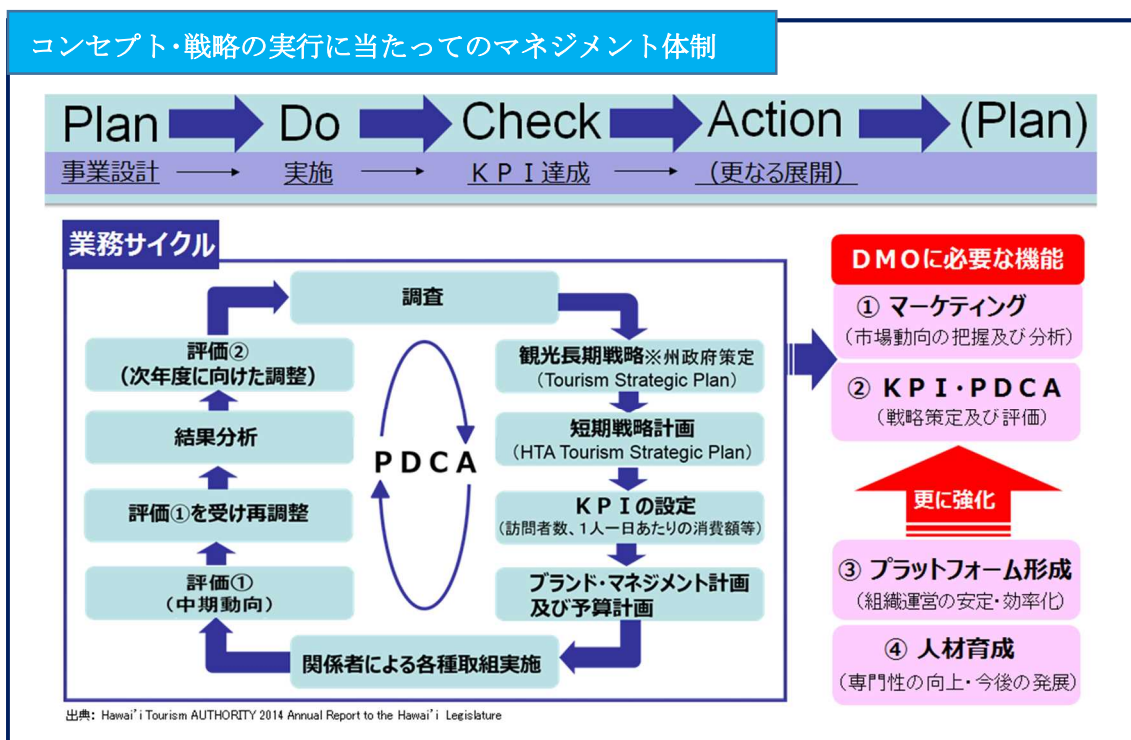 コンセプト・戦略の実行に当たってのマネジメント体制
Plan Do Check Action (Plan)
事業設計 実施 KPI達成 (更なる展開)
業務サイクル
調査
観光長期戦略※州政府策定
(Tourism Strategic Plan)
短期戦略計画
(HTA Tourism Strategic Plan)
KPIの設定
(訪問者数、1人一日あたりの消費額等)
ブランド・マネジメント計画
及び予算計画
関係者による各種取組実施
評価①
(中期動向)
評価①を受け再調整
結果分析
評価②
(次年度に向けた調整)
PDCA
DMOに必要な機能
① マーケティング
(市場動向の把握及び分析)
② KPI・PDCA
(戦略策定及び評価)
更に強化
③ プラットフォーム形成
(組織運営の安定・効率化)
④ 人材育成
(専門性の向上・今後の発展)
出典: Hawai'i Tourism AUTHORITY 2014 Annual Report to the Hawai'i Legislature